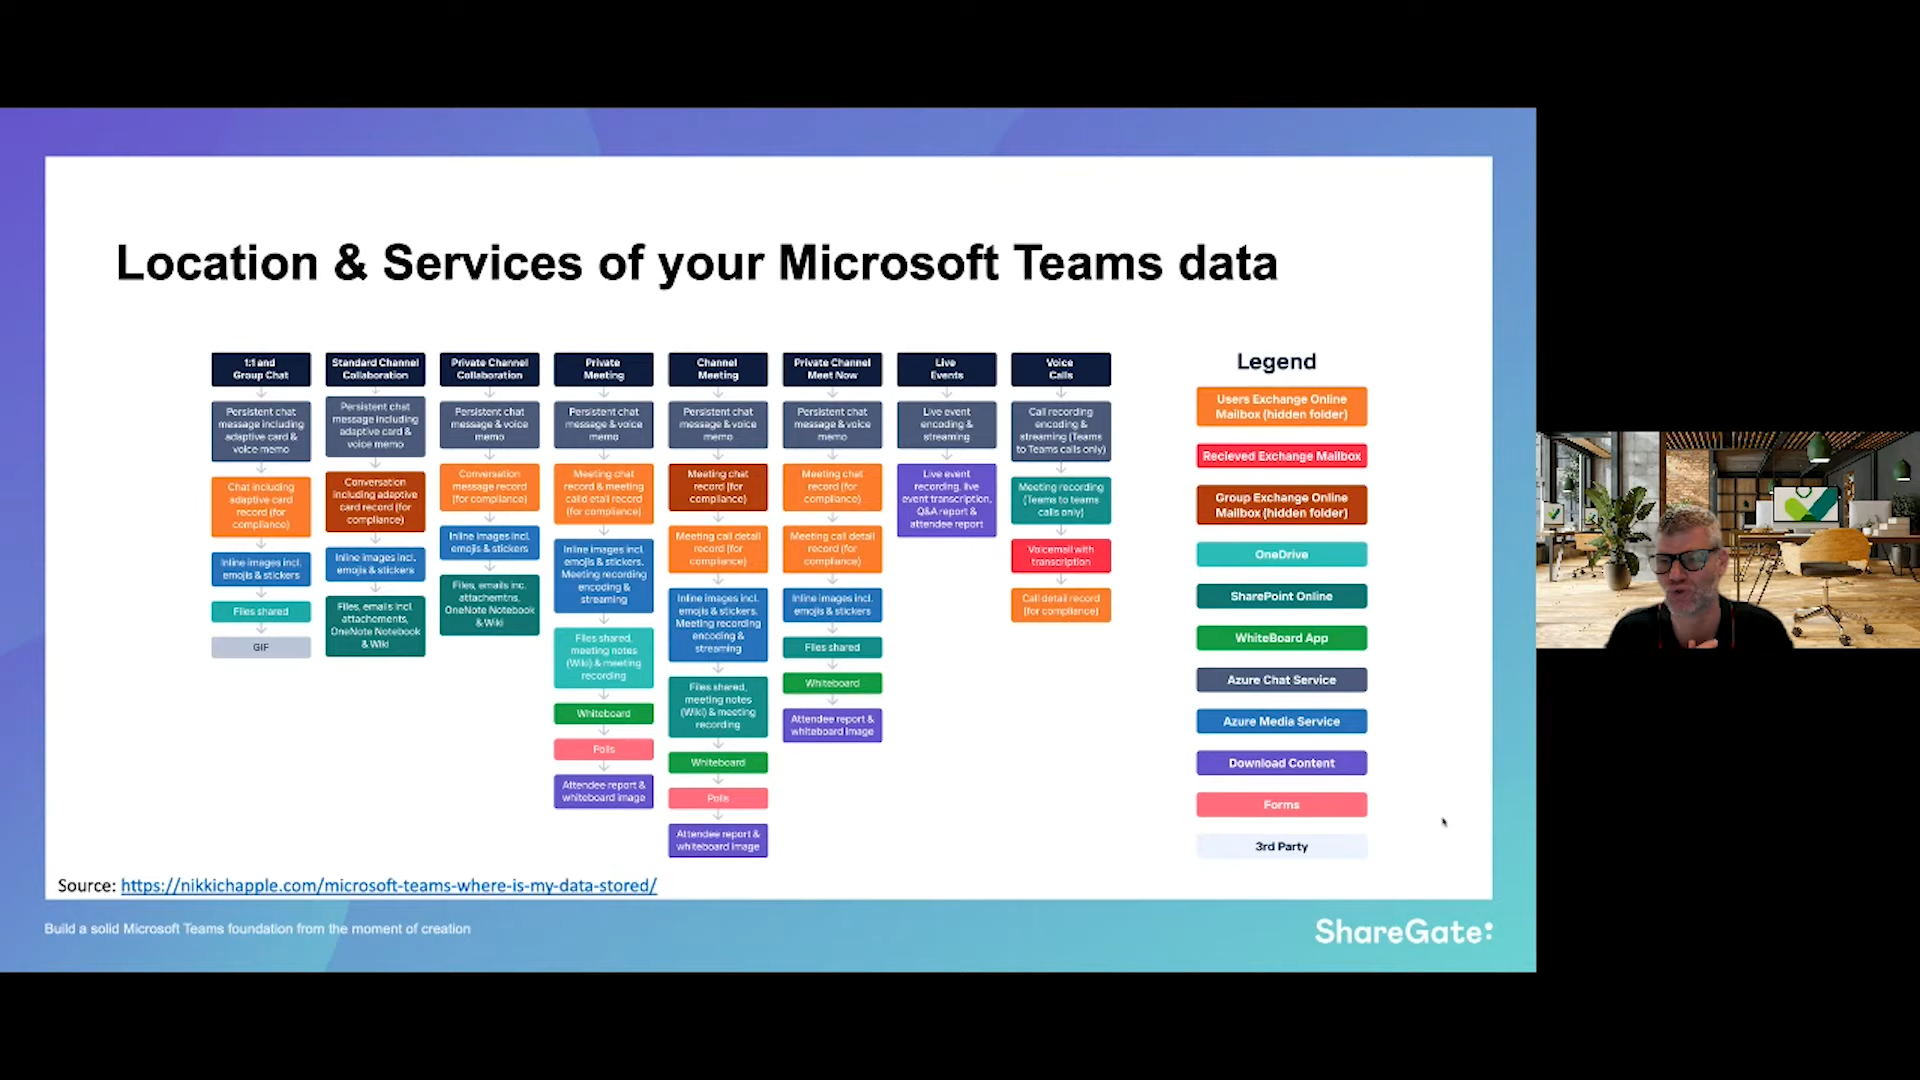 Location & Services of your Microsoft Teams data
1:1 and
Group Chat
Persistent chat
message including
adaptive card &
voice memo
Chat including
adaptive card
record (for
compliance)
Inline images incl.
emojis & stickers
Files shared
GIF
Standard Channel
Collaboration
Persistent chat
message including
adaptive card &
voice memo
Conversation
including adaptive
card record (for
compliance)
Inline images incl.
emojis & stickers
Files, emails incl.
attachements,
OneNote Notebook
& Wiki
Private Channel
Collaboration
Persistent chat
message & voice
memo
Conversation
message record
(for compliance)
Inline images incl.
emojis & stickers
Files, emails inc.
attachemtns,
OneNote Notebook
& Wiki
Private
Meeting
Persistent chat
message & voice
memo
Meeting chat
record & meeting
calld etail record
(for compliance)
Inline images incl.
emojis & stickers.
Meeting recording
encoding &
streaming
Files shared,
meeting notes
(Wiki) & meeting
recording
Whiteboard
Polls
Attendee report &
whiteboard image
Channel
Meeting
Persistent chat
message & voice
memo
Meeting chat
record (for
compliance)
Meeting call detail
record (for
compliance)
Inline images incl.
emojis & stickers.
Meeting recording
encoding &
streaming
Files shared,
meeting notes
(Wiki) & meeting
recording
Whiteboard
Polls
Attendee report &
whiteboard image
Private Channel
Meet Now
Persistent chat
message & voice
memo
Meeting chat
record (for
compliance)
Meeting call detail
record (for
compliance)
Inline images incl.
emojis & stickers
Files shared
Whiteboard
Attendee report &
whiteboard image
Live
Events
Live event
encoding &
streaming
Live event
recording, live
event transcription,
Q&A report &
attendee report
Voice
Calls
Call recording
encoding &
streaming (Teams
to Teams calls only)
Meeting recording
(Teams to teams
calls only)
Voicemail with
transcription
Call detail record
(for compliance)
Legend
Users Exchange Online
Mailbox (hidden folder)
Recieved Exchange Mailbox
Group Exchange Online
Mailbox (hidden folder)
OneDrive
SharePoint Online
WhiteBoard App
Azure Chat Service
Azure Media Service
Download Content
Forms
3rd Party
Source: https://nikkichapple.com/microsoft-teams-where-is-my-data-stored/
Build a solid Microsoft Teams foundation from the moment of creation
ShareGate: